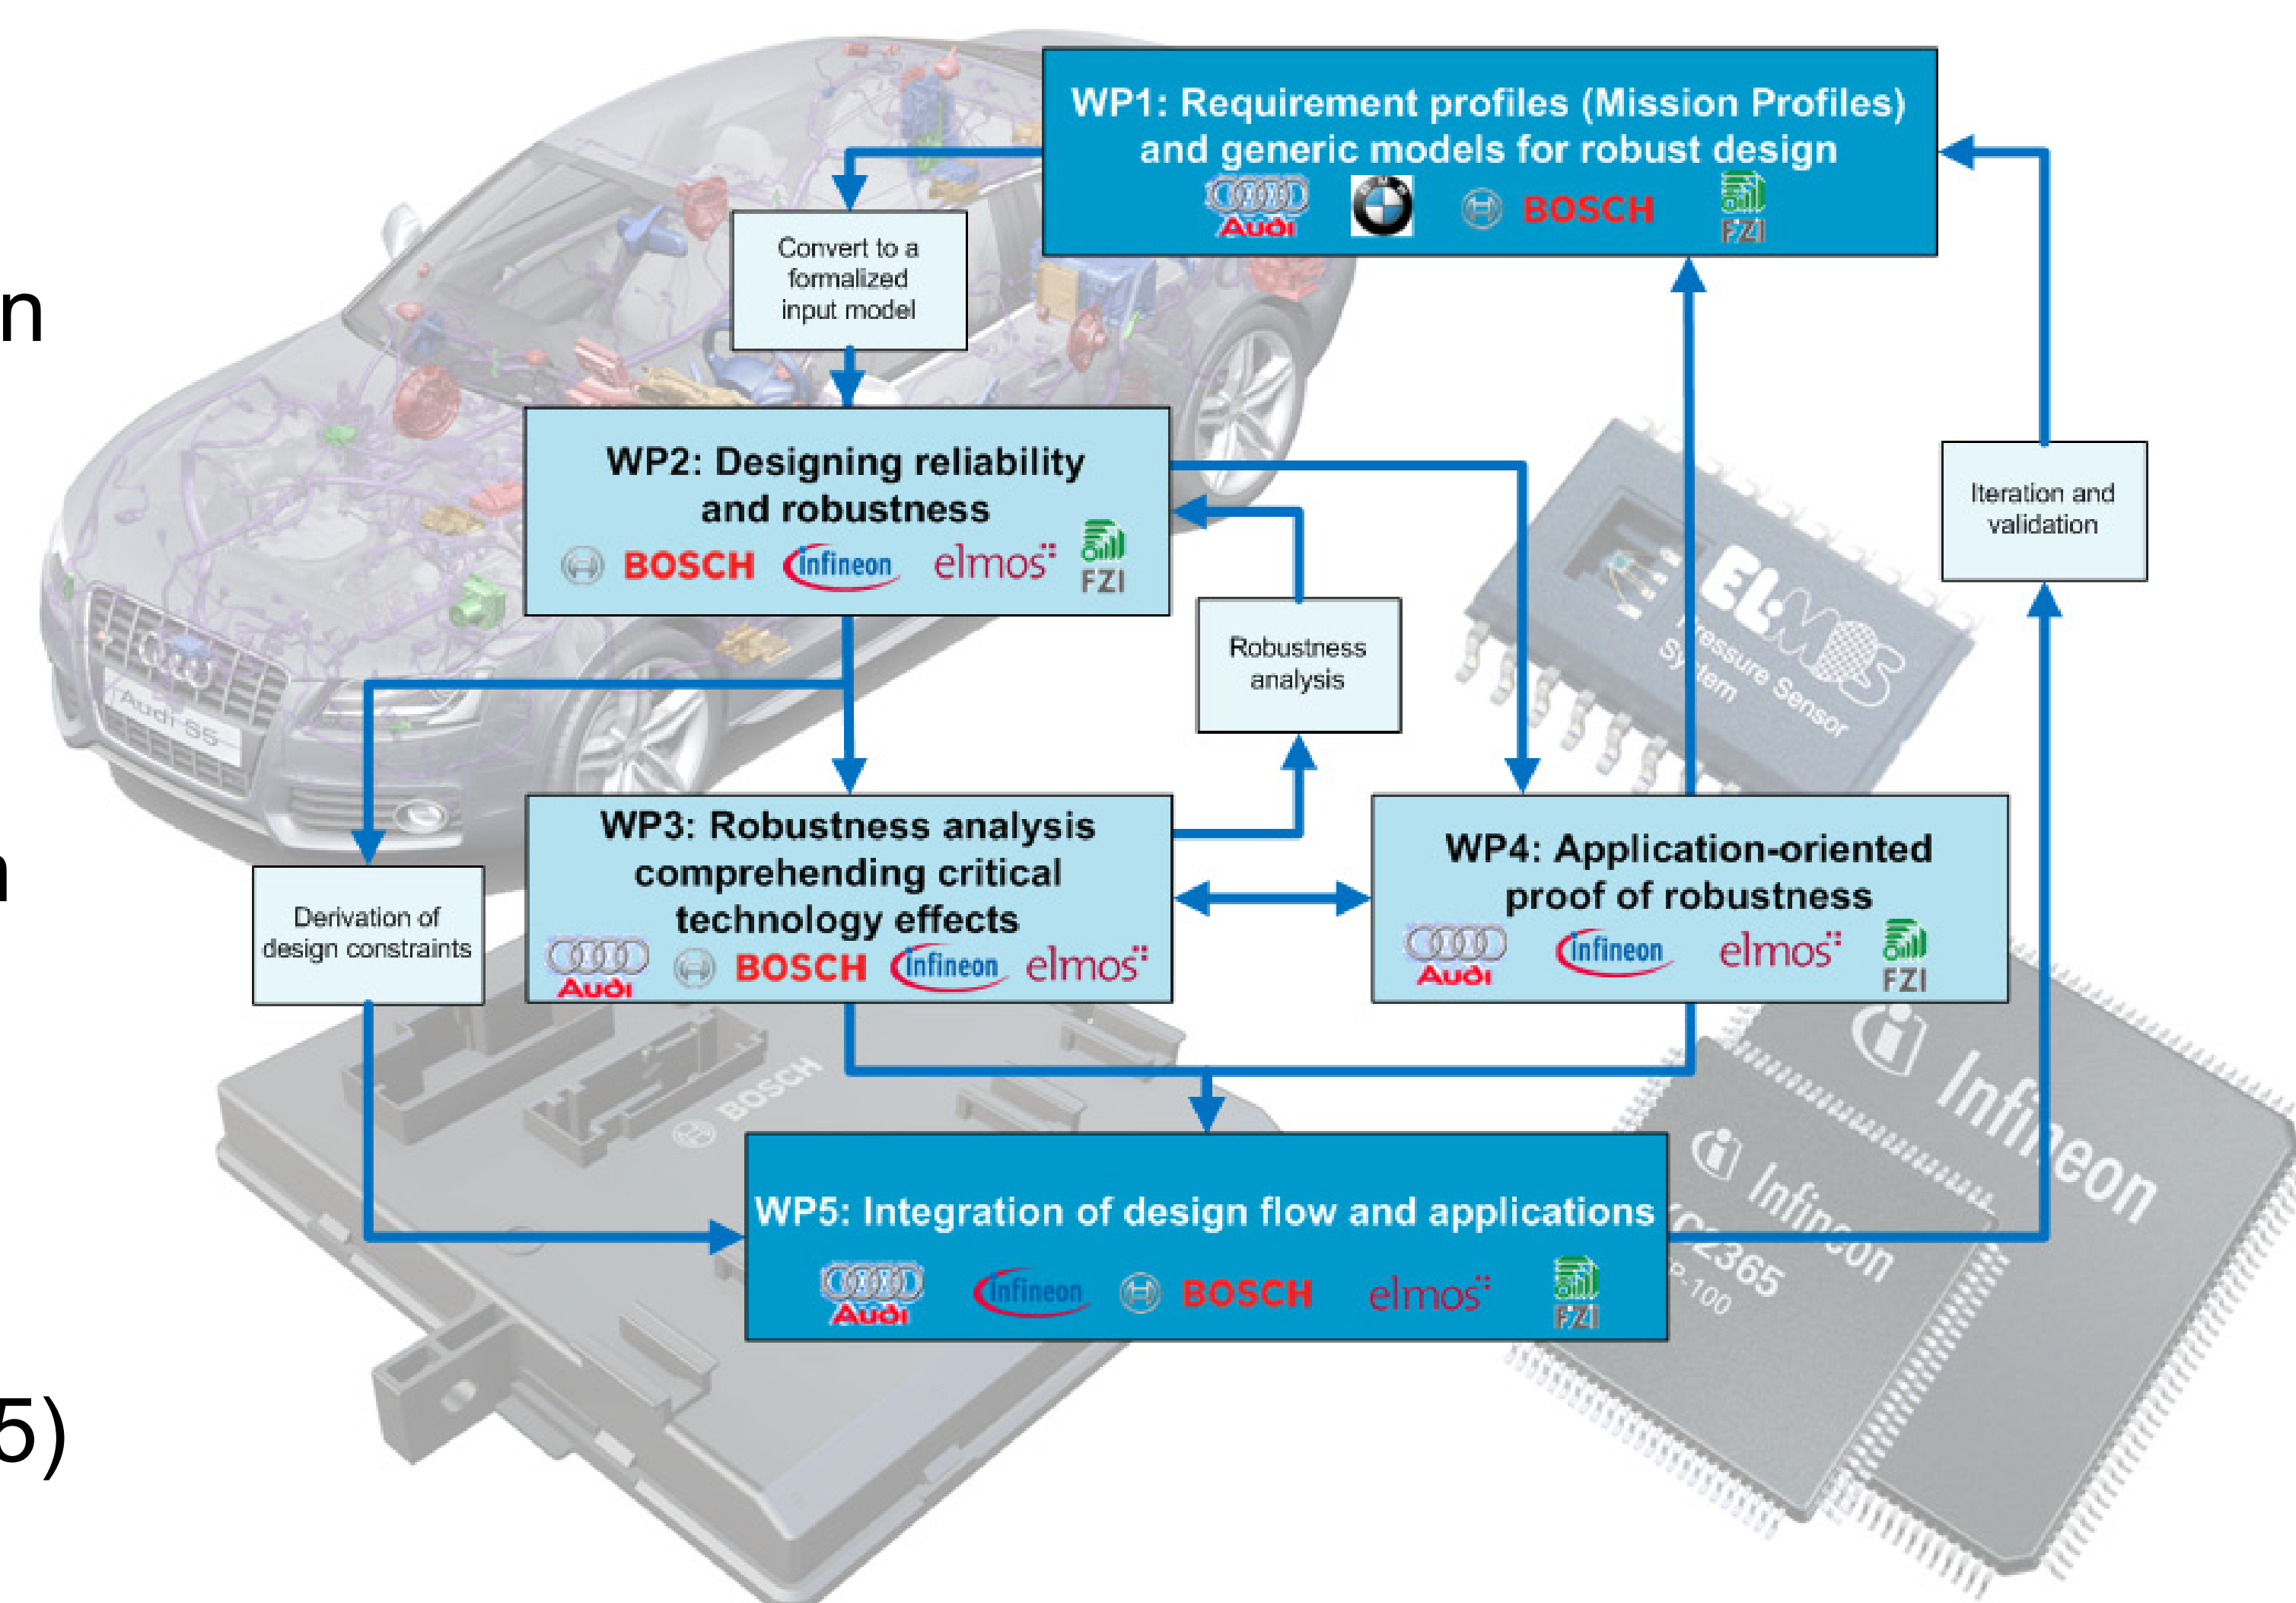 WP1: Requirement profiles (Mission Profiles)
and generic models for robust design
Audi BMW BOSCH FZI
Convert to a
formalized
input model
n
WP2: Designing reliability
and robustness
BOSCH infineon elmos FZI
Iteration and
validation
Robustness
analysis
ELMOS
Pressure Sensor
System
Audi S5
WP3: Robustness analysis
comprehending critical
technology effects
Audi BOSCH infineon elmos
WP4: Application-oriented
proof of robustness
Audi infineon elmos FZI
n
Derivation of
design constraints
BOSCH
Infineon
Infineon
C2365
P-100
WP5: Integration of design flow and applications
Audi infineon BOSCH elmos FZI
5)